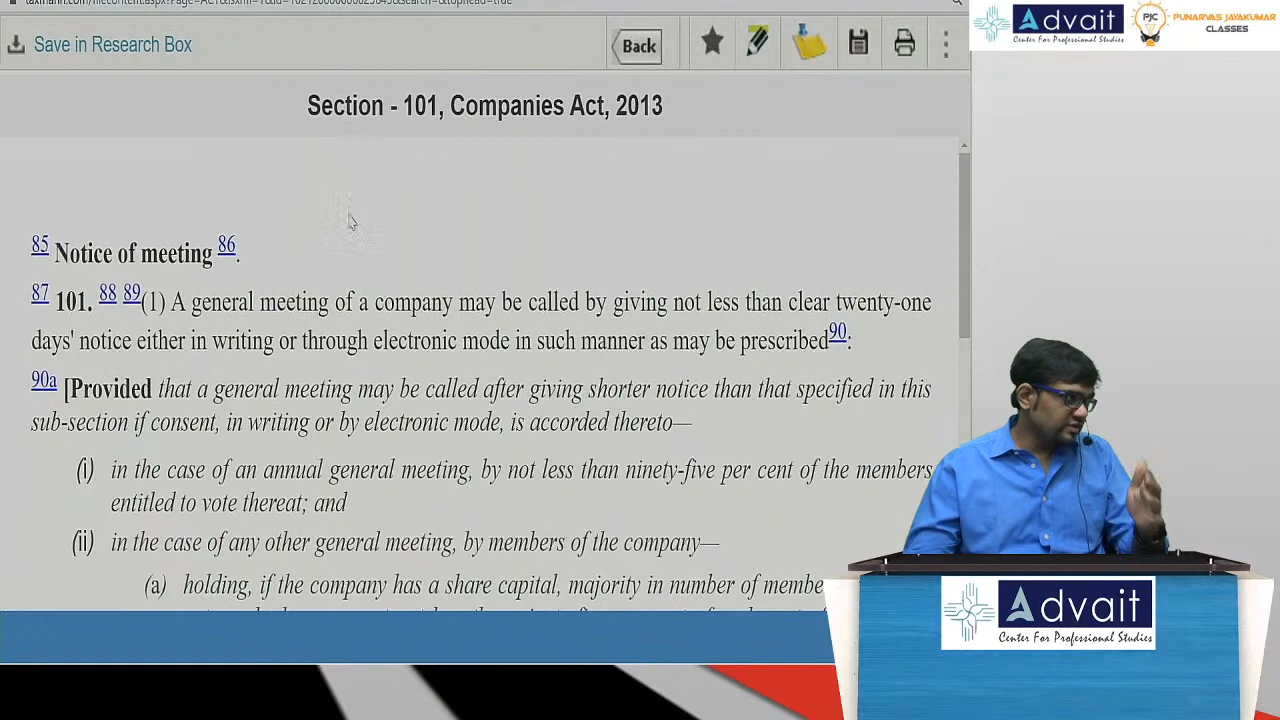 Save in Research Box
Back
Advait
Center For Professional Studies
PJC
PUNARVAS JAYAKUMAR
CLASSES
Section - 101, Companies Act, 2013
85 Notice of meeting 86.
87 101. 88 89(1) A general meeting of a company may be called by giving not less than clear twenty-one
days' notice either in writing or through electronic mode in such manner as may be prescribed90:
90a [Provided that a general meeting may be called after giving shorter notice than that specified in this
sub-section if consent, in writing or by electronic mode, is accorded thereto—
(i) in the case of an annual general meeting, by not less than ninety-five per cent of the members
entitled to vote thereat; and
(ii) in the case of any other general meeting, by members of the company—
(a) holding, if the company has a share capital, majority in number of
Advait
Center For Professional Studies